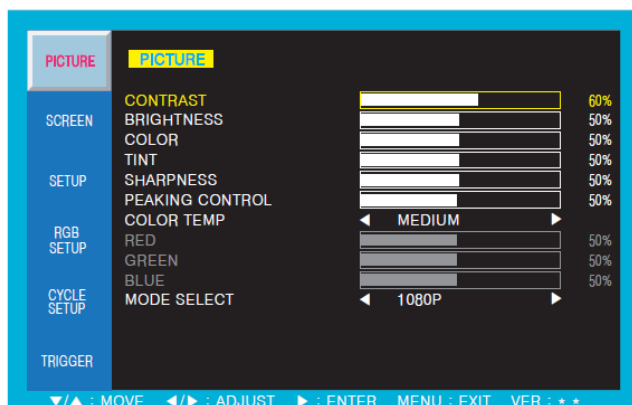 PICTURE
SCREEN
SETUP
RGB
SETUP
CYCLE
SETUP
TRIGGER
PICTURE
CONTRAST 60%
BRIGHTNESS 50%
COLOR 50%
TINT 50%
SHARPNESS 50%
PEAKING CONTROL 50%
COLOR TEMP ◀ MEDIUM ▶
RED 50%
GREEN 50%
BLUE 50%
MODE SELECT ◀ 1080P ▶
▼/▲ : MOVE ◀/▶ : ADJUST ▶ : ENTER MENU : EXIT VER : * *